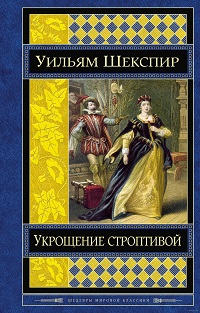 Уильям Шекспир
Укрощение строптивой
Шедевры мировой классики